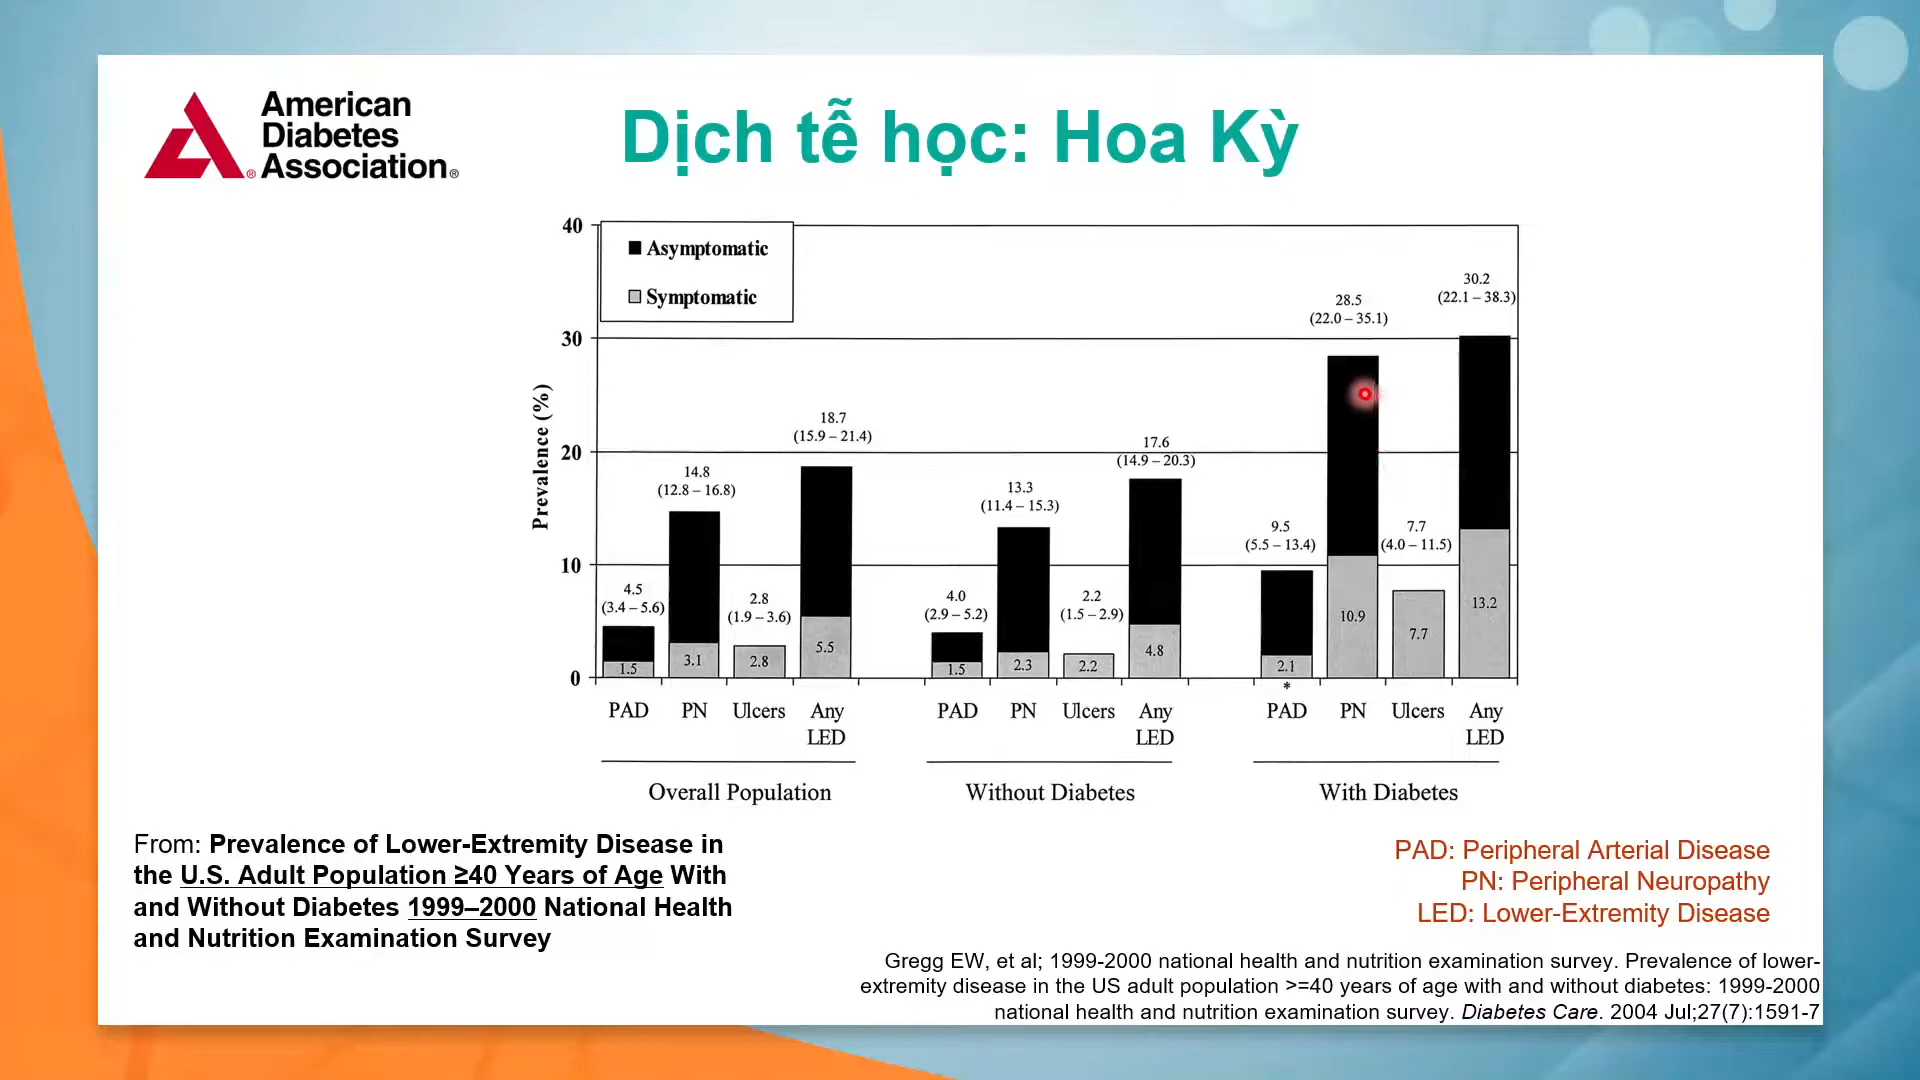 American
Diabetes
Association®
®
Dịch tễ học: Hoa Kỳ
Asymptomatic
Symptomatic
Prevalence (%)
40
30
20
10
0
4.5
(3.4 – 5.6)
1.5
14.8
(12.8 – 16.8)
3.1
2.8
(1.9 – 3.6)
2.8
18.7
(15.9 – 21.4)
5.5
4.0
(2.9 – 5.2)
1.5
13.3
(11.4 – 15.3)
2.3
2.2
(1.5 – 2.9)
2.2
17.6
(14.9 – 20.3)
4.8
9.5
(5.5 – 13.4)
2.1
*
28.5
(22.0 – 35.1)
10.9
7.7
(4.0 – 11.5)
7.7
30.2
(22.1 – 38.3)
13.2
PAD PN Ulcers Any LED
PAD PN Ulcers Any LED
PAD PN Ulcers Any LED
Overall Population
Without Diabetes
With Diabetes
From: Prevalence of Lower-Extremity Disease in
the U.S. Adult Population ≥40 Years of Age With
and Without Diabetes 1999–2000 National Health
and Nutrition Examination Survey
PAD: Peripheral Arterial Disease
PN: Peripheral Neuropathy
LED: Lower-Extremity Disease
Gregg EW, et al; 1999-2000 national health and nutrition examination survey. Prevalence of lower-
extremity disease in the US adult population >=40 years of age with and without diabetes: 1999-2000
national health and nutrition examination survey. Diabetes Care. 2004 Jul;27(7):1591-7